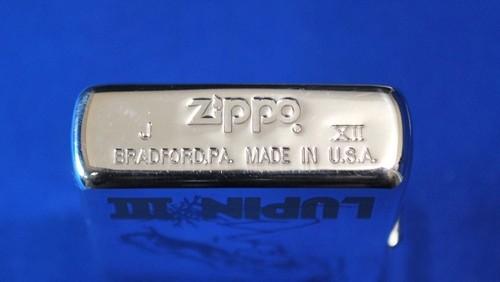 zippo
J XII
BRADFORD,PA. MADE IN U.S.A.
LUPIN III